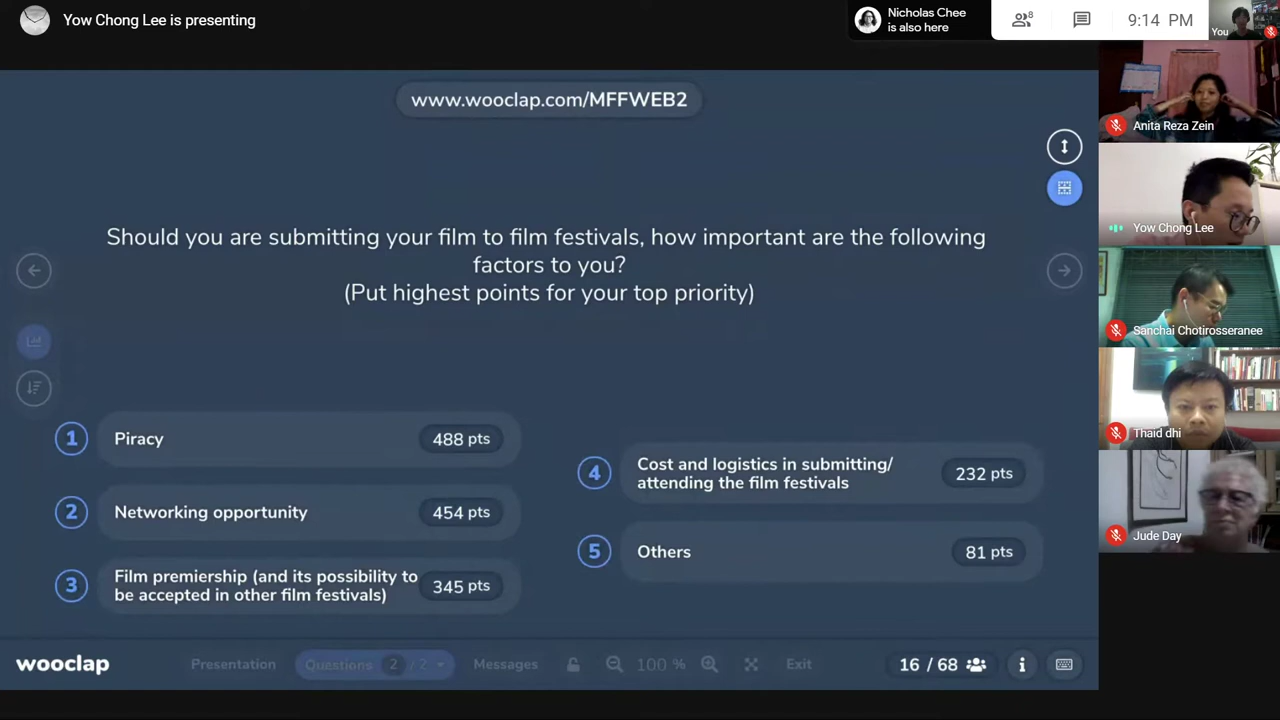 Yow Chong Lee is presenting
Nicholas Chee
is also here
8
9:14 PM
You
www.wooclap.com/MFFWEB2
Should you are submitting your film to film festivals, how important are the following
factors to you?
(Put highest points for your top priority)
1 Piracy 488 pts
2 Networking opportunity 454 pts
3 Film premiership (and its possibility to
be accepted in other film festivals) 345 pts
4 Cost and logistics in submitting/
attending the film festivals 232 pts
5 Others 81 pts
Anita Reza Zein
Yow Chong Lee
Sanchai Chotirosseranee
Thaid dhi
Jude Day
wooclap Presentation Questions 2 / 2 Messages 100 % Exit 16 / 68 i